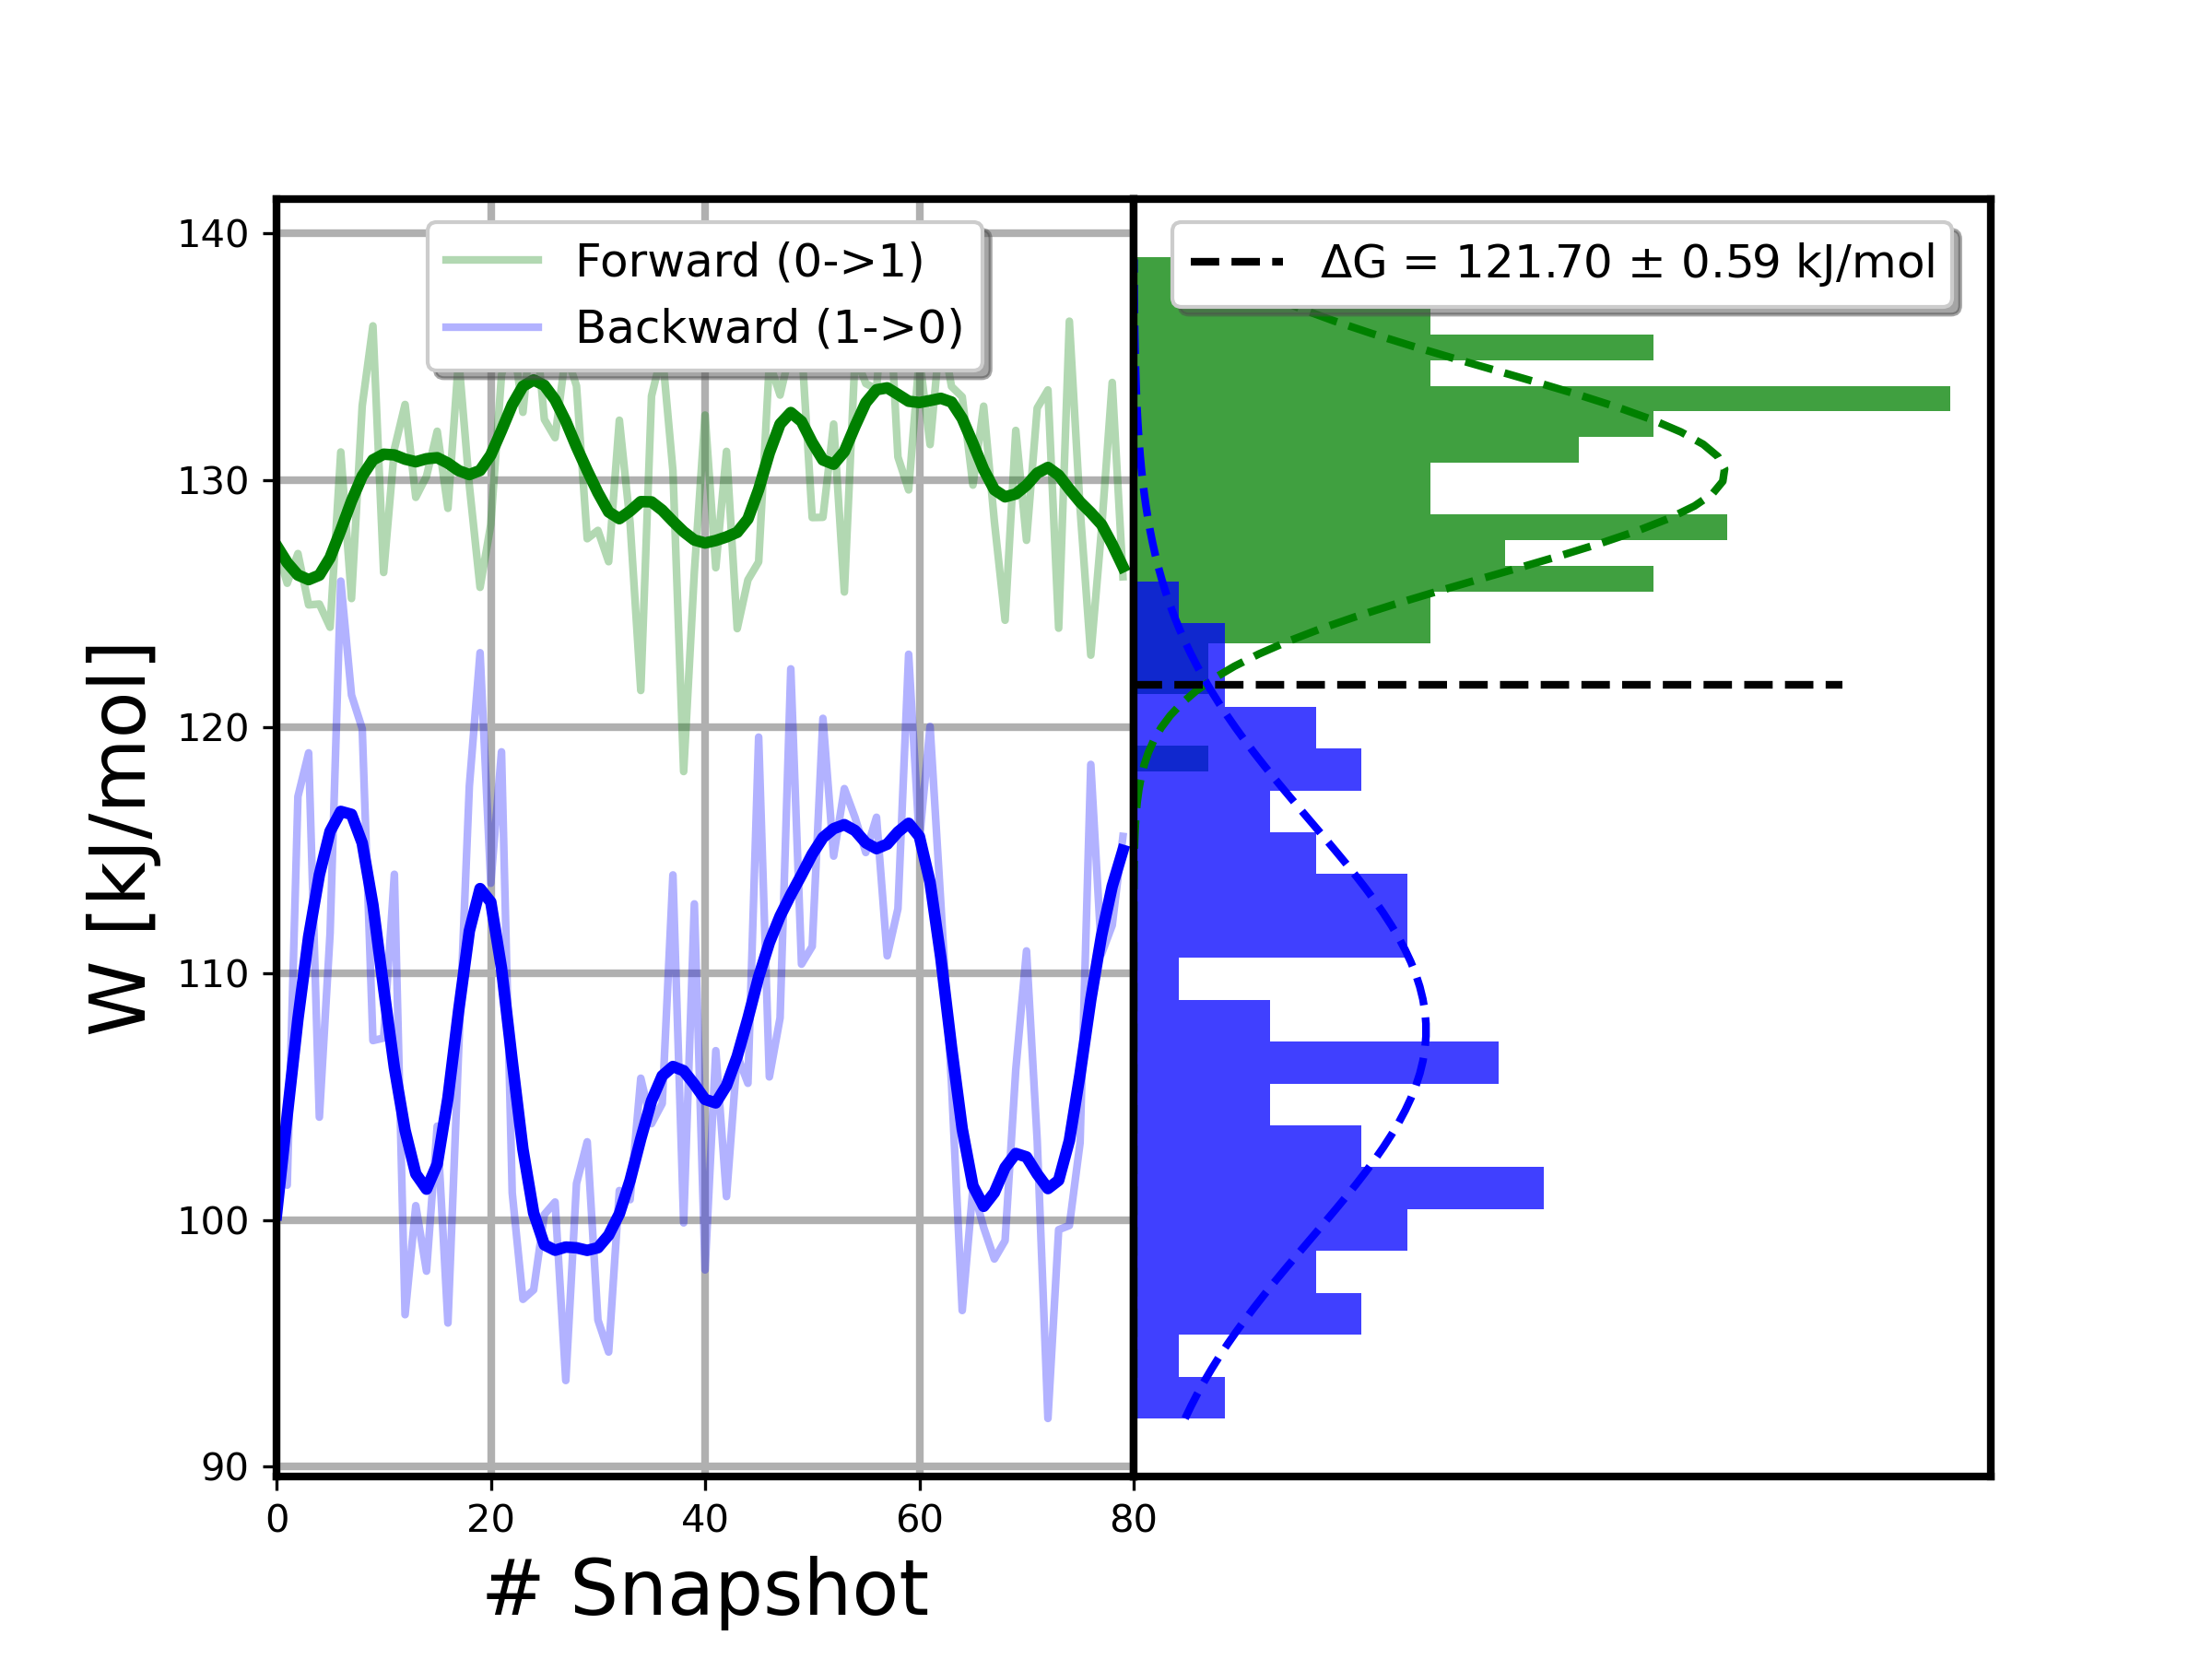 140
130
120
110
100
90
W [kJ/mol]
Forward (0->1)
Backward (1->0)
ΔG = 121.70 ± 0.59 kJ/mol
0
20
40
60
80
# Snapshot